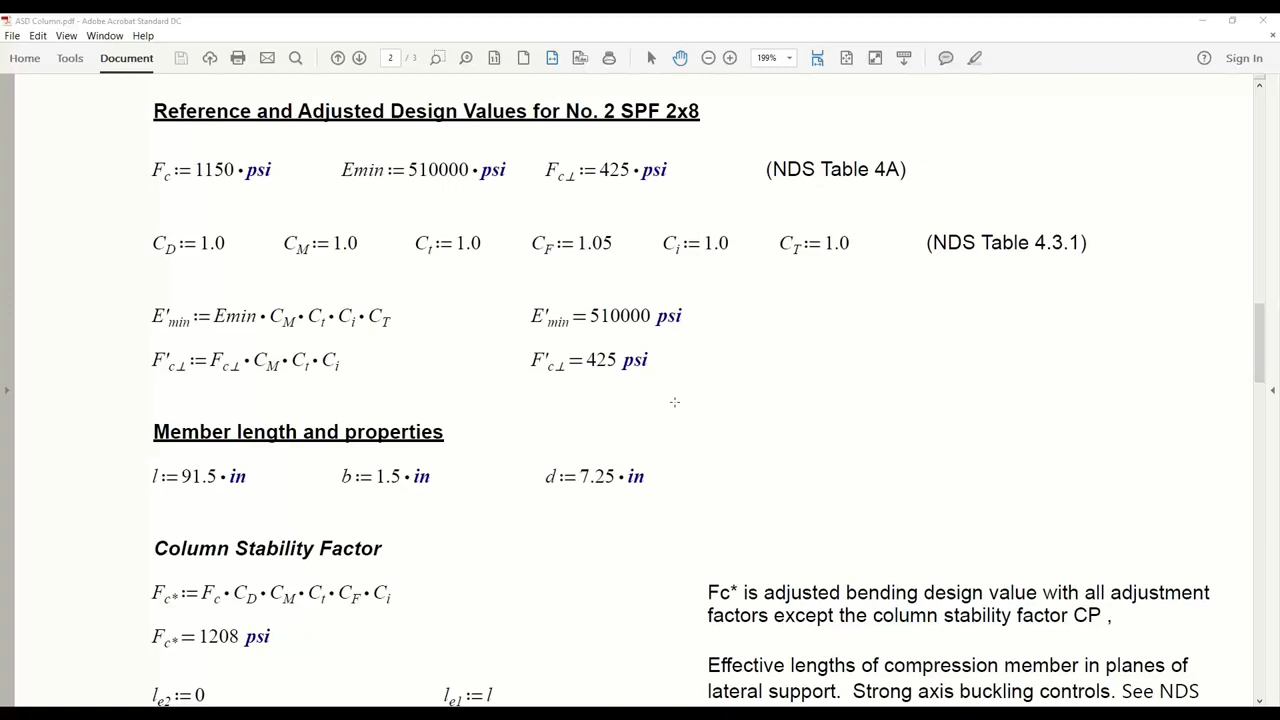 ASD Column.pdf - Adobe Acrobat Standard DC
File Edit View Window Help
Home Tools Document 2 / 3 199% Sign In
Reference and Adjusted Design Values for No. 2 SPF 2x8
F_c := 1150 • psi Emin := 510000 • psi F_c⊥ := 425 • psi (NDS Table 4A)
C_D := 1.0 C_M := 1.0 C_t := 1.0 C_F := 1.05 C_i := 1.0 C_T := 1.0 (NDS Table 4.3.1)
E'_min := Emin • C_M • C_t • C_i • C_T E'_min = 510000 psi
F'_c⊥ := F_c⊥ • C_M • C_t • C_i F'_c⊥ = 425 psi
Member length and properties
l := 91.5 • in b := 1.5 • in d := 7.25 • in
Column Stability Factor
F_c* := F_c • C_D • C_M • C_t • C_F • C_i
F_c* = 1208 psi
Fc* is adjusted bending design value with all adjustment
factors except the column stability factor CP ,
l_e2 := 0 l_e1 := l
Effective lengths of compression member in planes of
lateral support. Strong axis buckling controls. See NDS